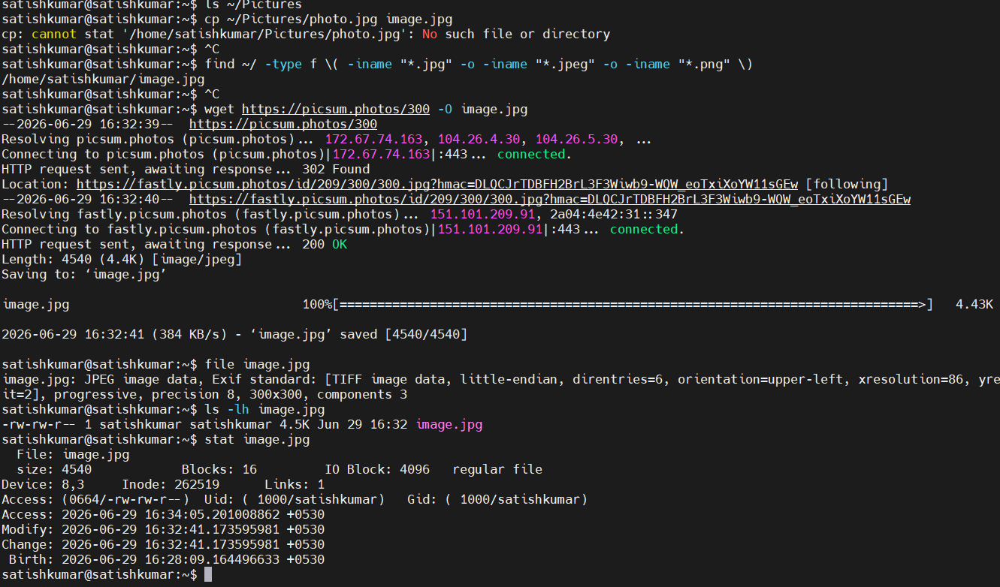 satishkumar@satishkumar:~$ ls ~/Pictures
satishkumar@satishkumar:~$ cp ~/Pictures/photo.jpg image.jpg
cp: cannot stat '/home/satishkumar/Pictures/photo.jpg': No such file or directory
satishkumar@satishkumar:~$ ^C
satishkumar@satishkumar:~$ find ~/ -type f \( -iname "*.jpg" -o -iname "*.jpeg" -o -iname "*.png" \)
/home/satishkumar/image.jpg
satishkumar@satishkumar:~$ ^C
satishkumar@satishkumar:~$ wget https://picsum.photos/300 -O image.jpg
--2026-06-29 16:32:39--  https://picsum.photos/300
Resolving picsum.photos (picsum.photos)... 172.67.74.163, 104.26.4.30, 104.26.5.30, ...
Connecting to picsum.photos (picsum.photos)|172.67.74.163|:443... connected.
HTTP request sent, awaiting response... 302 Found
Location: https://fastly.picsum.photos/id/209/300/300.jpg?hmac=DLQCJrTDBFH2BrL3F3Wiwb9-WQW_eoTxiXoYW11sGEw [following]
--2026-06-29 16:32:40--  https://fastly.picsum.photos/id/209/300/300.jpg?hmac=DLQCJrTDBFH2BrL3F3Wiwb9-WQW_eoTxiXoYW11sGEw
Resolving fastly.picsum.photos (fastly.picsum.photos)... 151.101.209.91, 2a04:4e42:31::347
Connecting to fastly.picsum.photos (fastly.picsum.photos)|151.101.209.91|:443... connected.
HTTP request sent, awaiting response... 200 OK
Length: 4540 (4.4K) [image/jpeg]
Saving to: ‘image.jpg’
image.jpg 100%[=============================================================================>] 4.43K
2026-06-29 16:32:41 (384 KB/s) - ‘image.jpg’ saved [4540/4540]
satishkumar@satishkumar:~$ file image.jpg
image.jpg: JPEG image data, Exif standard: [TIFF image data, little-endian, direntries=6, orientation=upper-left, xresolution=86, yre
it=2], progressive, precision 8, 300x300, components 3
satishkumar@satishkumar:~$ ls -lh image.jpg
-rw-rw-r-- 1 satishkumar satishkumar 4.5K Jun 29 16:32 image.jpg
satishkumar@satishkumar:~$ stat image.jpg
File: image.jpg
size: 4540 Blocks: 16 IO Block: 4096 regular file
Device: 8,3 Inode: 262519 Links: 1
Access: (0664/-rw-rw-r--) Uid: ( 1000/satishkumar) Gid: ( 1000/satishkumar)
Access: 2026-06-29 16:34:05.201008862 +0530
Modify: 2026-06-29 16:32:41.173595981 +0530
Change: 2026-06-29 16:32:41.173595981 +0530
Birth: 2026-06-29 16:28:09.164496633 +0530
satishkumar@satishkumar:~$